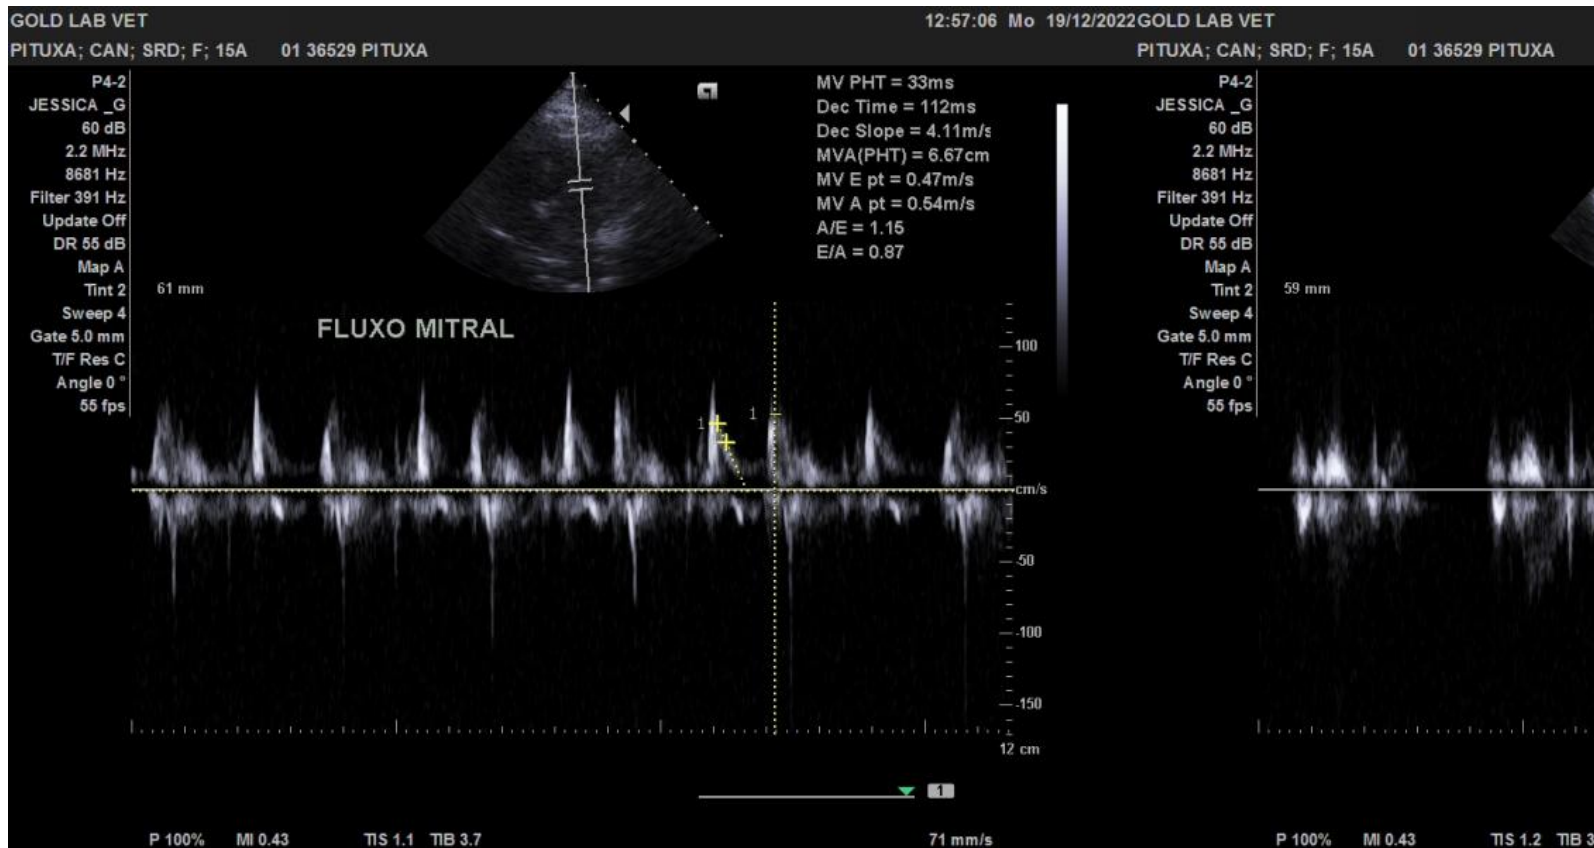 GOLD LAB VET
12:57:06 Mo 19/12/2022
PITUXA; CAN; SRD; F; 15A 01 36529 PITUXA
P4-2
JESSICA _G
60 dB
2.2 MHz
8681 Hz
Filter 391 Hz
Update Off
DR 55 dB
Map A
Tint 2
Sweep 4
Gate 5.0 mm
T/F Res C
Angle 0 °
55 fps
MV PHT = 33ms
Dec Time = 112ms
Dec Slope = 4.11m/s
MVA(PHT) = 6.67cm
MV E pt = 0.47m/s
MV A pt = 0.54m/s
A/E = 1.15
E/A = 0.87
61 mm
FLUXO MITRAL
1
1
100
50
cm/s
-50
-100
-150
12 cm
1
P 100% MI 0.43 TIS 1.1 TIB 3.7 71 mm/s
GOLD LAB VET
PITUXA; CAN; SRD; F; 15A 01 36529 PITUXA
P4-2
JESSICA _G
60 dB
2.2 MHz
8681 Hz
Filter 391 Hz
Update Off
DR 55 dB
Map A
Tint 2
Sweep 4
Gate 5.0 mm
T/F Res C
Angle 0 °
55 fps
59 mm
P 100% MI 0.43 TIS 1.2 TIB 3